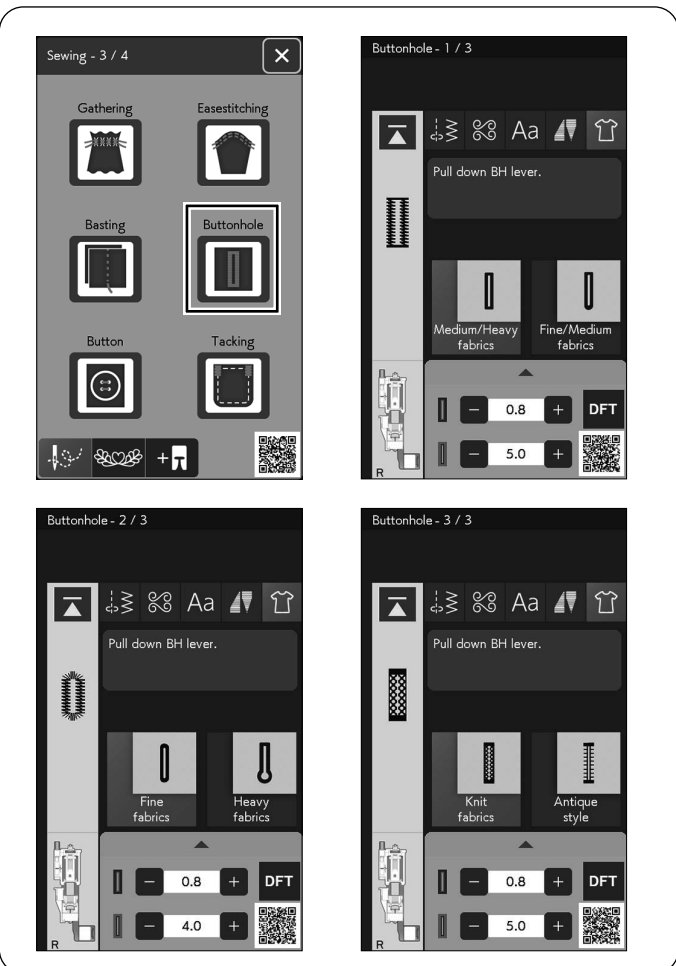 Sewing - 3 / 4
Gathering Easestitching
Basting Buttonhole
Button Tacking
Buttonhole - 1 / 3
Aa
Pull down BH lever.
Medium/Heavy fabrics
Fine/Medium fabrics
0.8 DFT
5.0
R
Buttonhole - 2 / 3
Aa
Pull down BH lever.
Fine fabrics
Heavy fabrics
0.8 DFT
4.0
R
Buttonhole - 3 / 3
Aa
Pull down BH lever.
Knit fabrics
Antique style
0.8 DFT
5.0
R